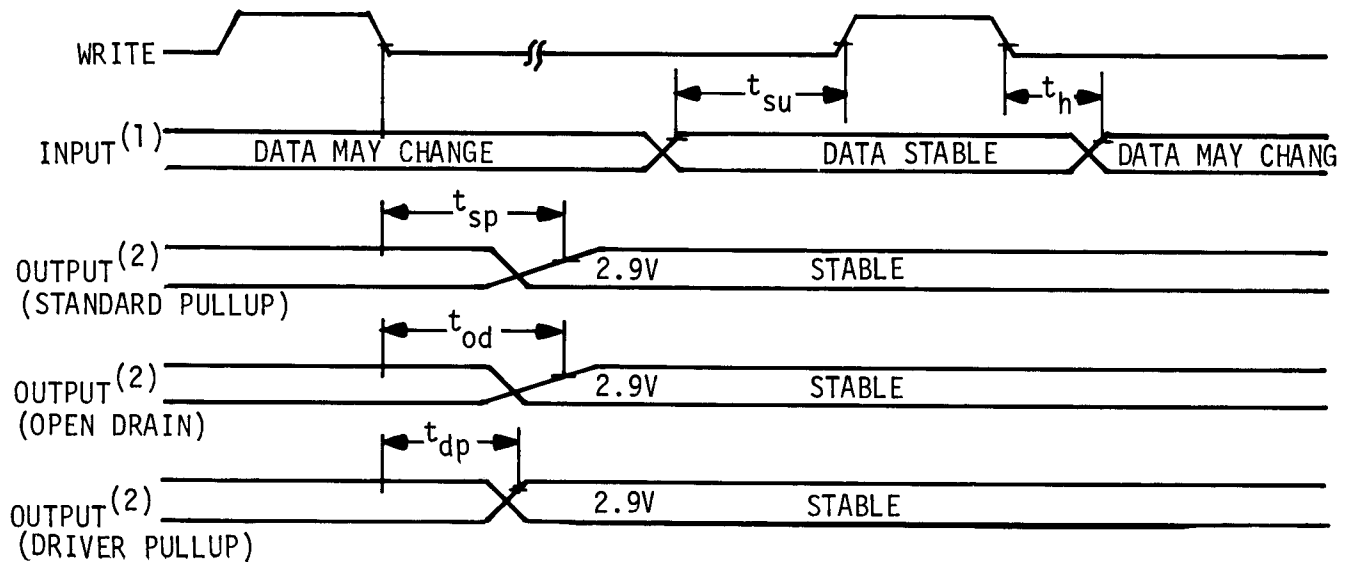 WRITE
t_su
t_h
INPUT(1)
DATA MAY CHANGE
DATA STABLE
DATA MAY CHANG
t_sp
OUTPUT(2)
(STANDARD PULLUP)
2.9V
STABLE
t_od
OUTPUT(2)
(OPEN DRAIN)
2.9V
STABLE
t_dp
OUTPUT(2)
(DRIVER PULLUP)
2.9V
STABLE